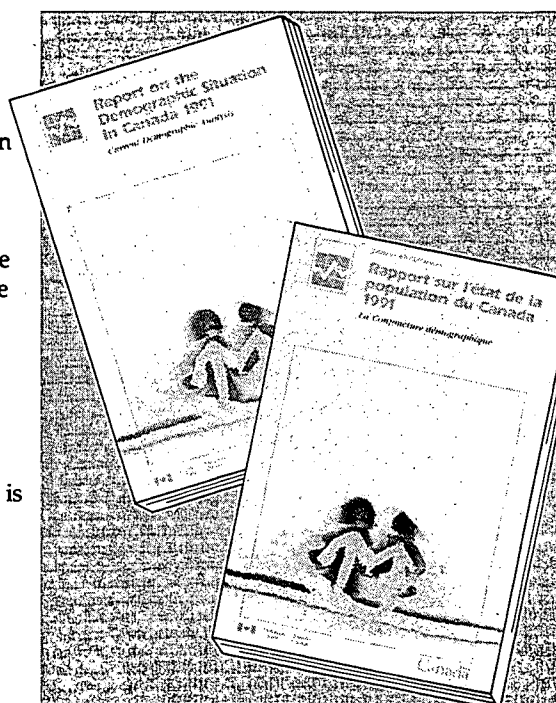 n
e
e
is
Report on the
Demographic Situation
in Canada 1991
Current Demographic Analysis
Rapport sur l'état de la
population du Canada
1991
La Conjoncture démographique
Canada